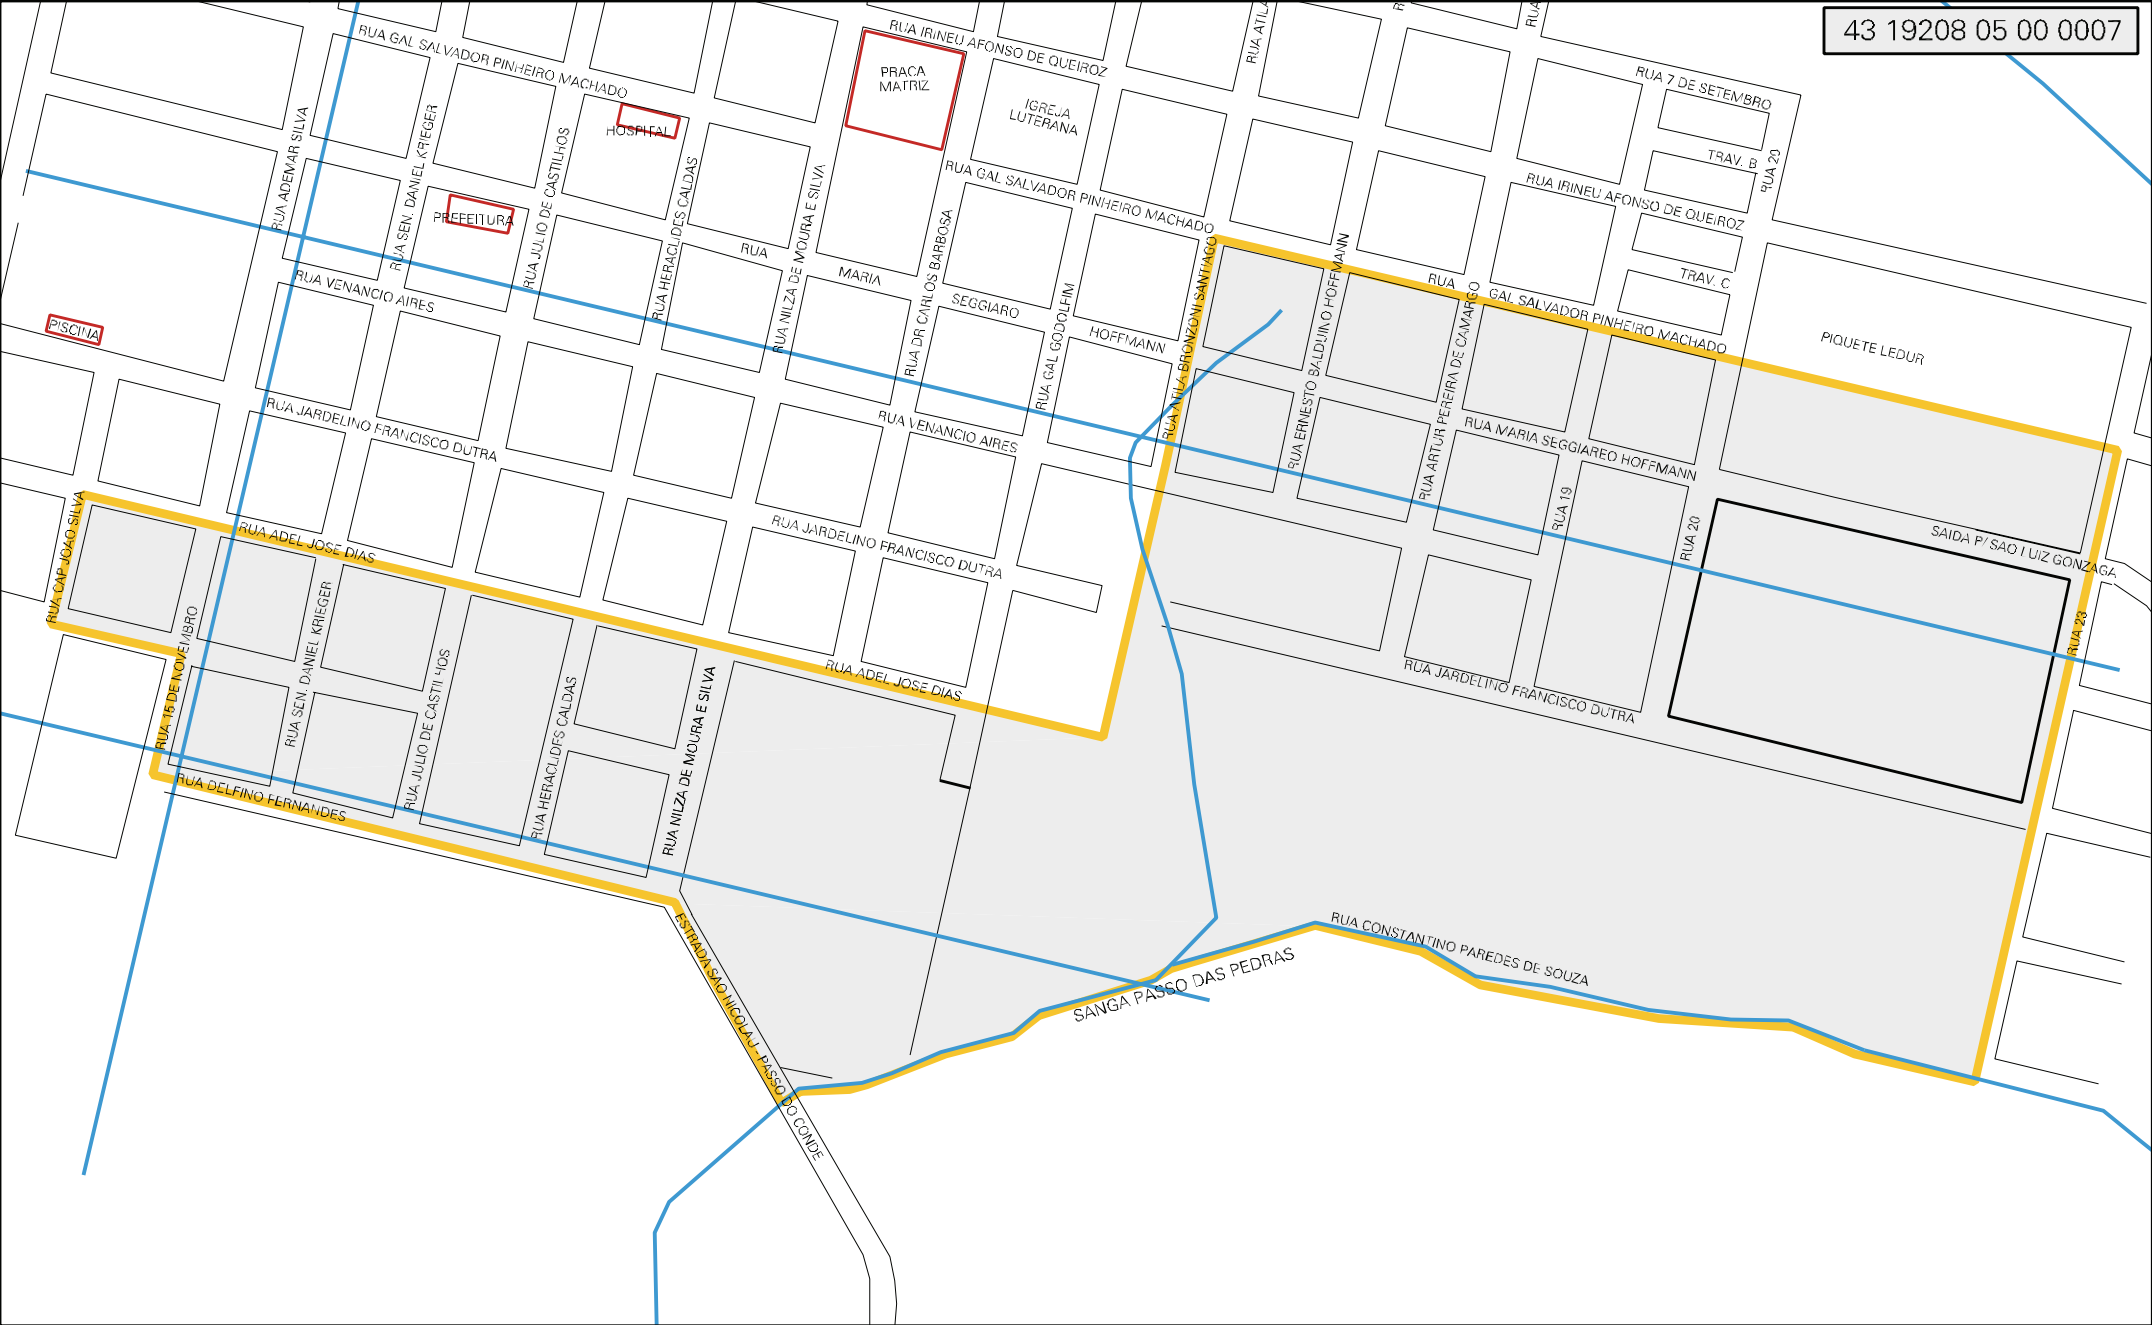 43 19208 05 00 0007
RUA GAL SALVADOR PINHEIRO MACHADO
RUA IRINEU AFONSO DE QUEIROZ
RUA ATILA
RUA
RUA 7 DE SETEMBRO
PRACA
MATRIZ
IGREJA
LUTERANA
HOSPITAL
TRAV. B
RUA 20
RUA ADEMAR SILVA
RUA SEN. DANIEL KRIEGER
RUA JULIO DE CASTILHOS
RUA HERACLIDES CALDAS
RUA NILZA DE MOURA E SILVA
RUA DR CARLOS BARBOSA
RUA GAL GODOLFIM
RUA GAL SALVADOR PINHEIRO MACHADO
RUA IRINEU AFONSO DE QUEIROZ
PREFEITURA
RUA
MARIA
SEGGIARO
HOFFMANN
RUA VENANCIO AIRES
TRAV. C
RUA
GAL SALVADOR PINHEIRO MACHADO
PIQUETE LEDUR
PISCINA
RUA ATILA BRONZONI SANTIAGO
RUA ERNESTO BALDUINO HOFFMANN
RUA ARTUR PEREIRA DE CAMARGO
RUA JARDELINO FRANCISCO DUTRA
RUA VENANCIO AIRES
RUA MARIA SEGGIAREO HOFFMANN
RUA 19
RUA 20
SAIDA P/ SAO LUIZ GONZAGA
RUA CAP JOAO SILVA
RUA ADEL JOSE DIAS
RUA JARDELINO FRANCISCO DUTRA
RUA 23
RUA 15 DE NOVEMBRO
RUA SEN. DANIEL KRIEGER
RUA JULIO DE CASTILHOS
RUA HERACLIDES CALDAS
RUA NILZA DE MOURA E SILVA
RUA ADEL JOSE DIAS
RUA JARDELINO FRANCISCO DUTRA
RUA DELFINO FERNANDES
ESTRADA SAO NICOLAU - PASSO DO CONDE
SANGA PASSO DAS PEDRAS
RUA CONSTANTINO PAREDES DE SOUZA